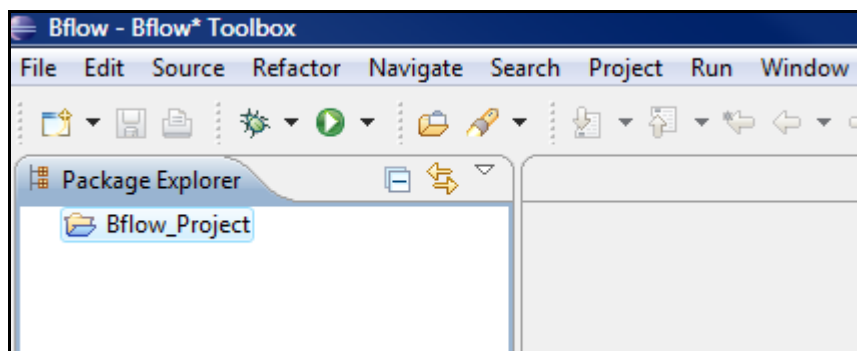 Bflow - Bflow* Toolbox
File Edit Source Refactor Navigate Search Project Run Window
Package Explorer
Bflow_Project